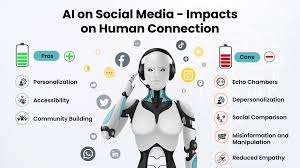 AI on Social Media - Impacts
on Human Connection
Pros
Cons
Personalization
Accessibility
Community Building
Echo Chambers
Depersonalization
Social Comparison
Misinformation and
Manipulation
Reduced Empathy